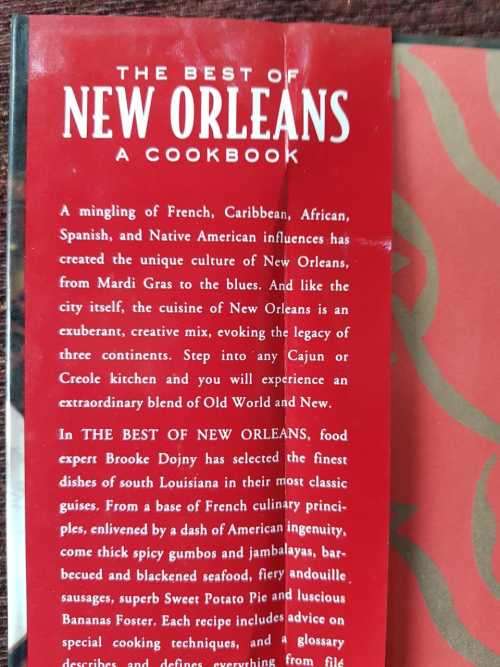 THE BEST OF
NEW ORLEANS
A COOKBOOK
A mingling of French, Caribbean, African,
Spanish, and Native American influences has
created the unique culture of New Orleans,
from Mardi Gras to the blues. And like the
city itself, the cuisine of New Orleans is an
exuberant, creative mix, evoking the legacy of
three continents. Step into any Cajun or
Creole kitchen and you will experience an
extraordinary blend of Old World and New.
In THE BEST OF NEW ORLEANS, food
expert Brooke Dojny has selected the finest
dishes of south Louisiana in their most classic
guises. From a base of French culinary princi-
ples, enlivened by a dash of American ingenuity,
come thick spicy gumbos and jambalayas, bar-
becued and blackened seafood, fiery andouille
sausages, superb Sweet Potato Pie and luscious
Bananas Foster. Each recipe includes advice on
special cooking techniques, and a glossary
describes and defines everything from filé